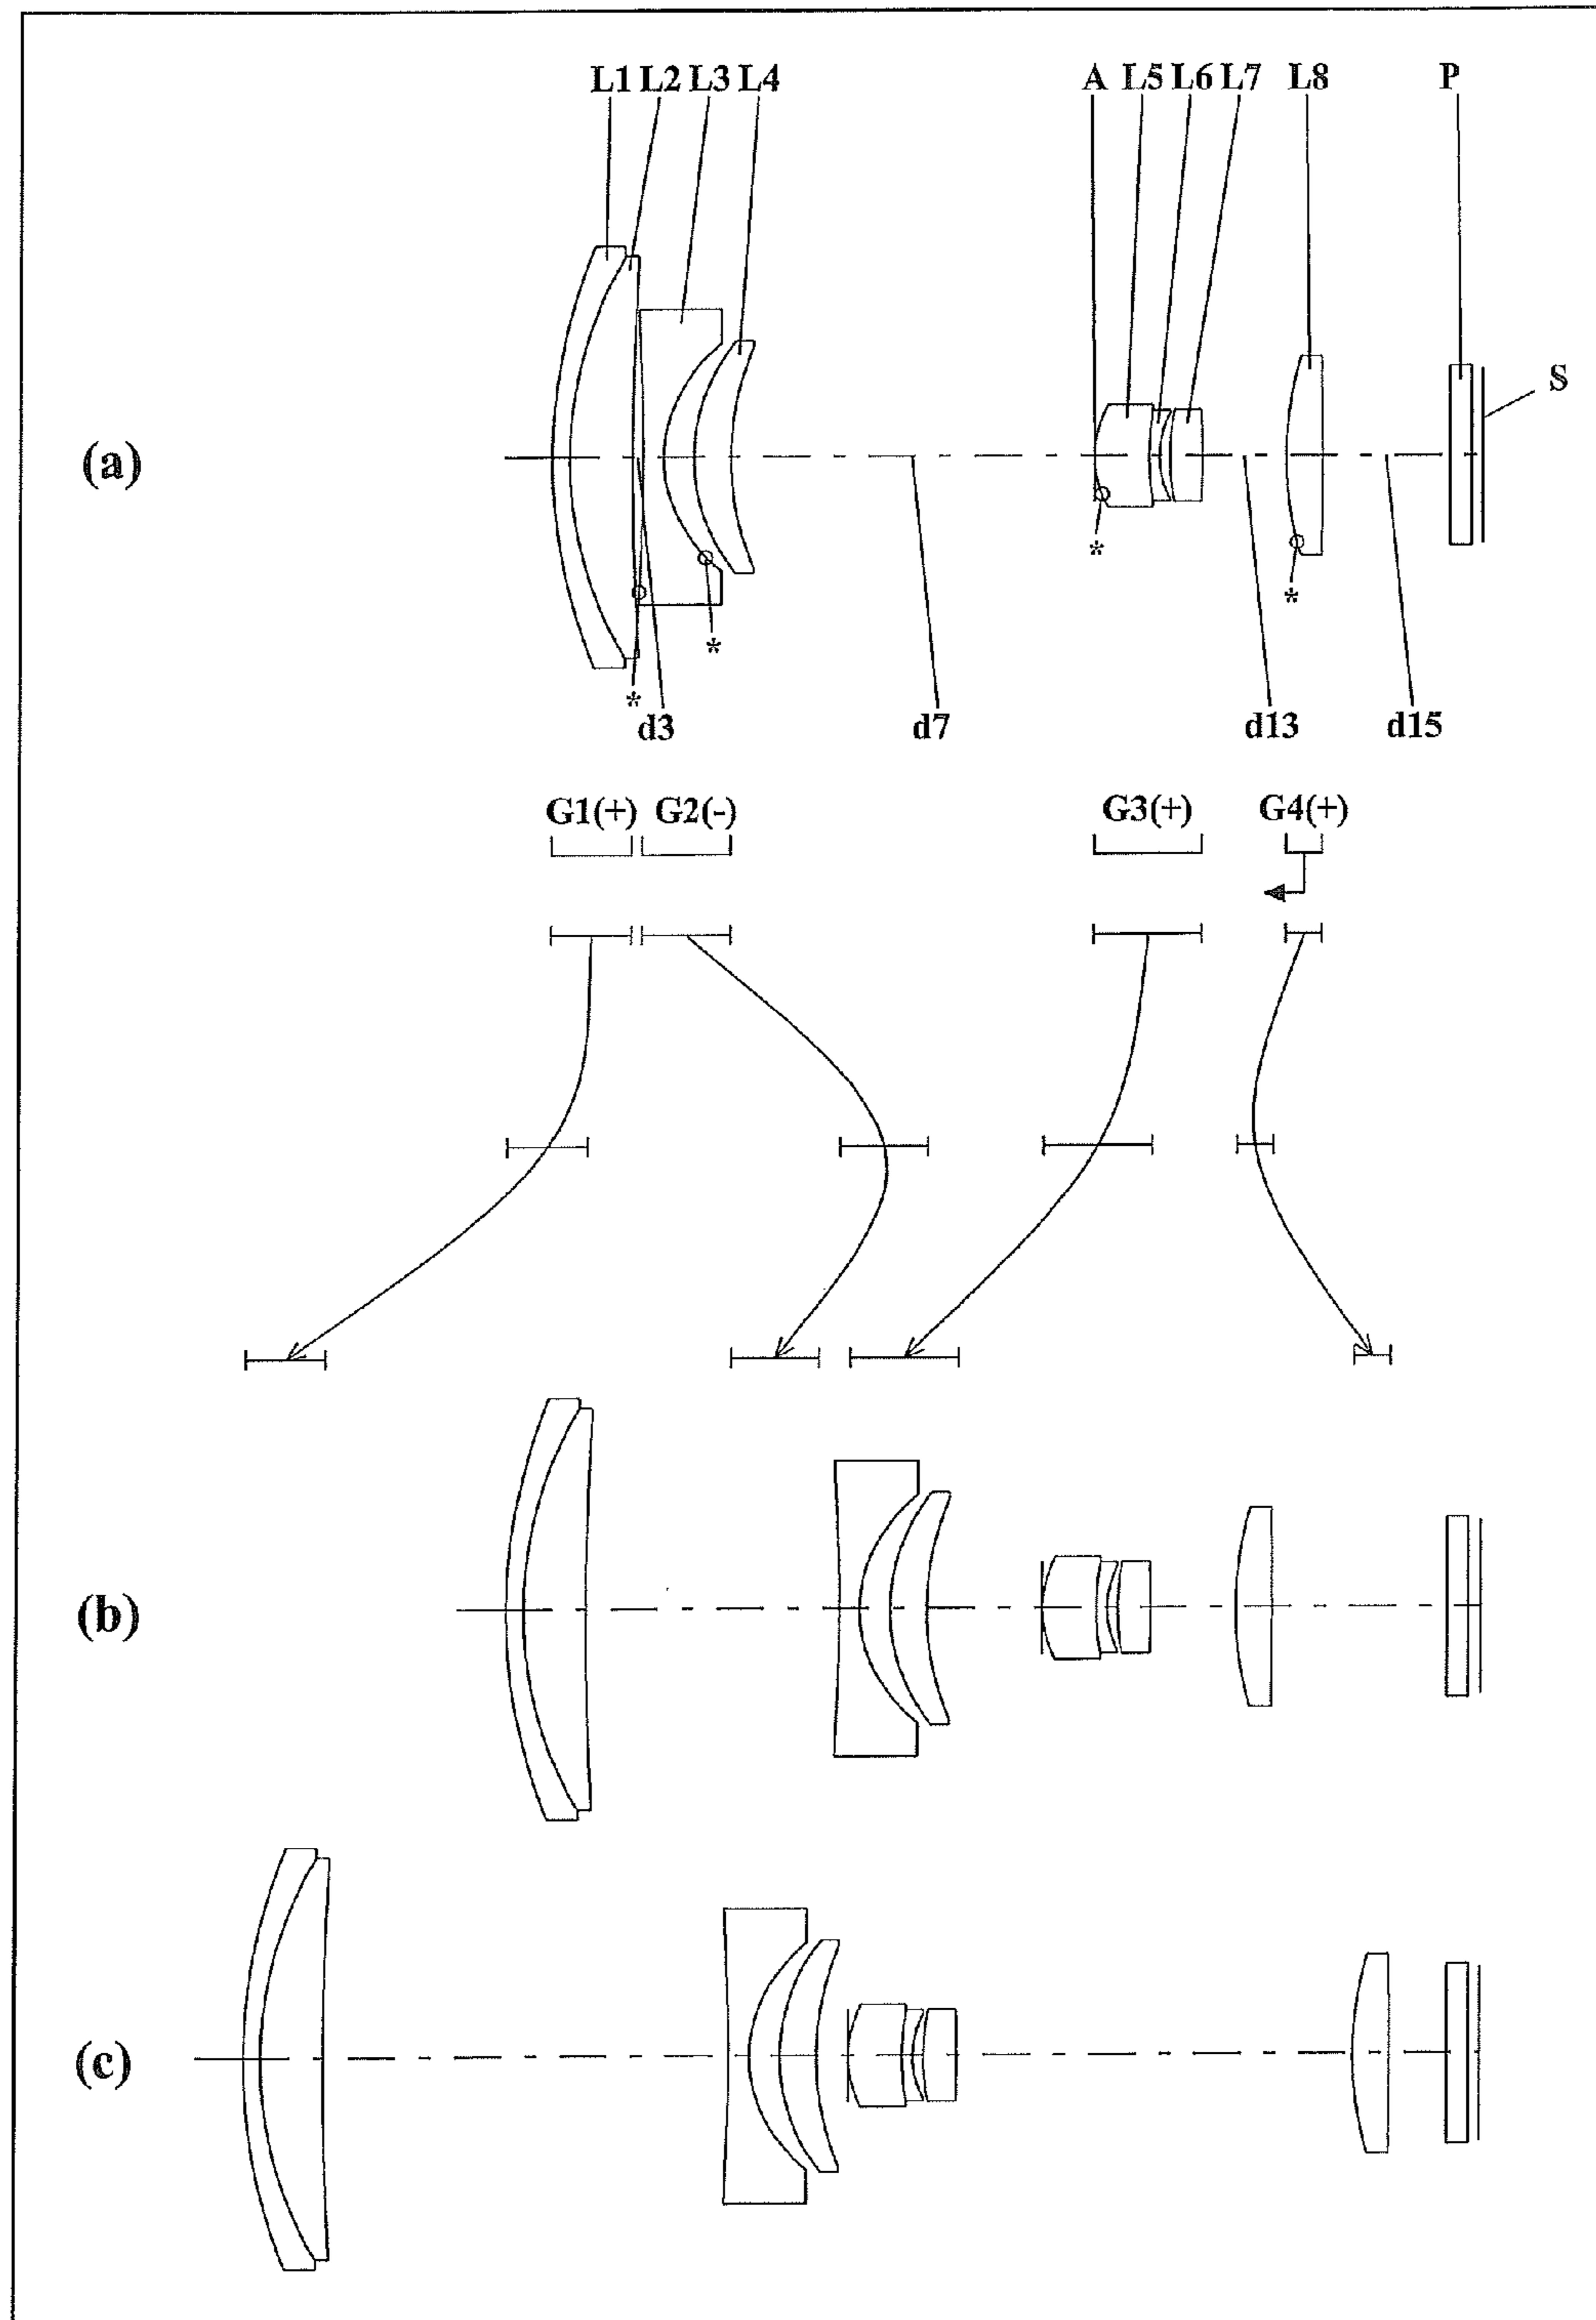 L1 L2 L3 L4 A L5 L6 L7 L8 P
S
(a)
*
*
*
*
d3 d7 d13 d15
G1(+) G2(-) G3(+) G4(+)
(b)
(c)